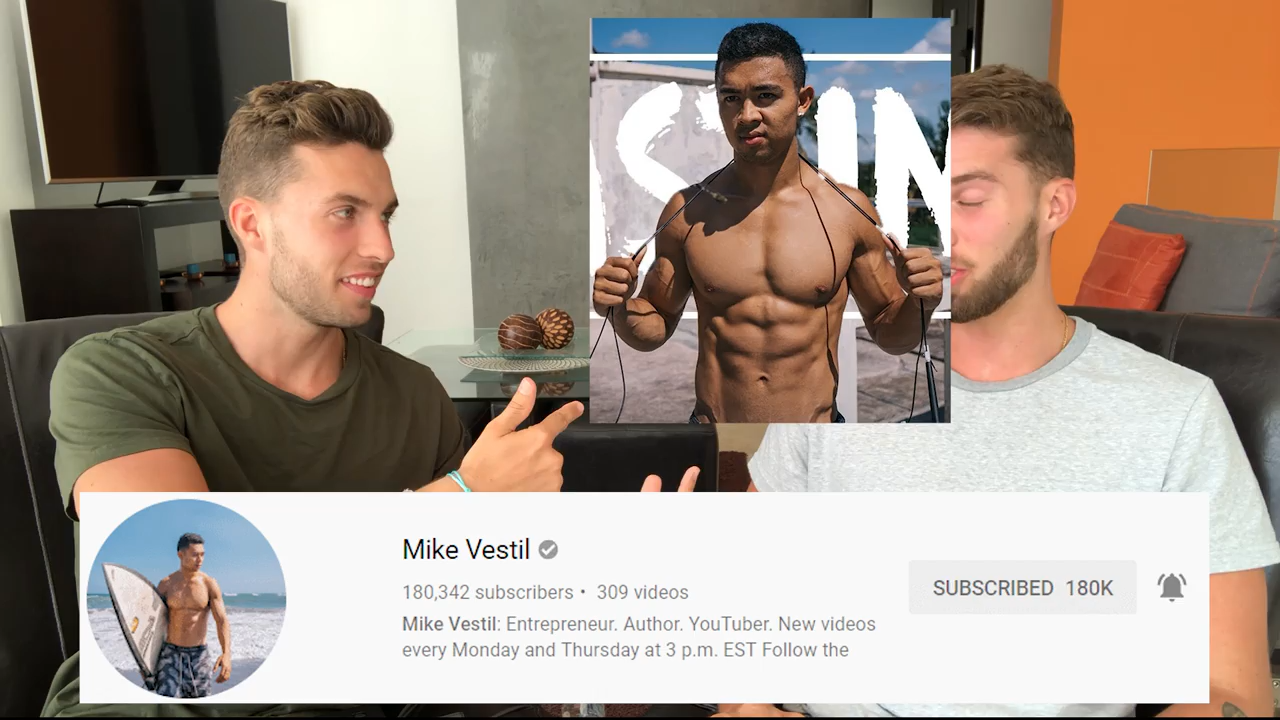 Mike Vestil
180,342 subscribers • 309 videos
Mike Vestil: Entrepreneur. Author. YouTuber. New videos
every Monday and Thursday at 3 p.m. EST Follow the
SUBSCRIBED 180K